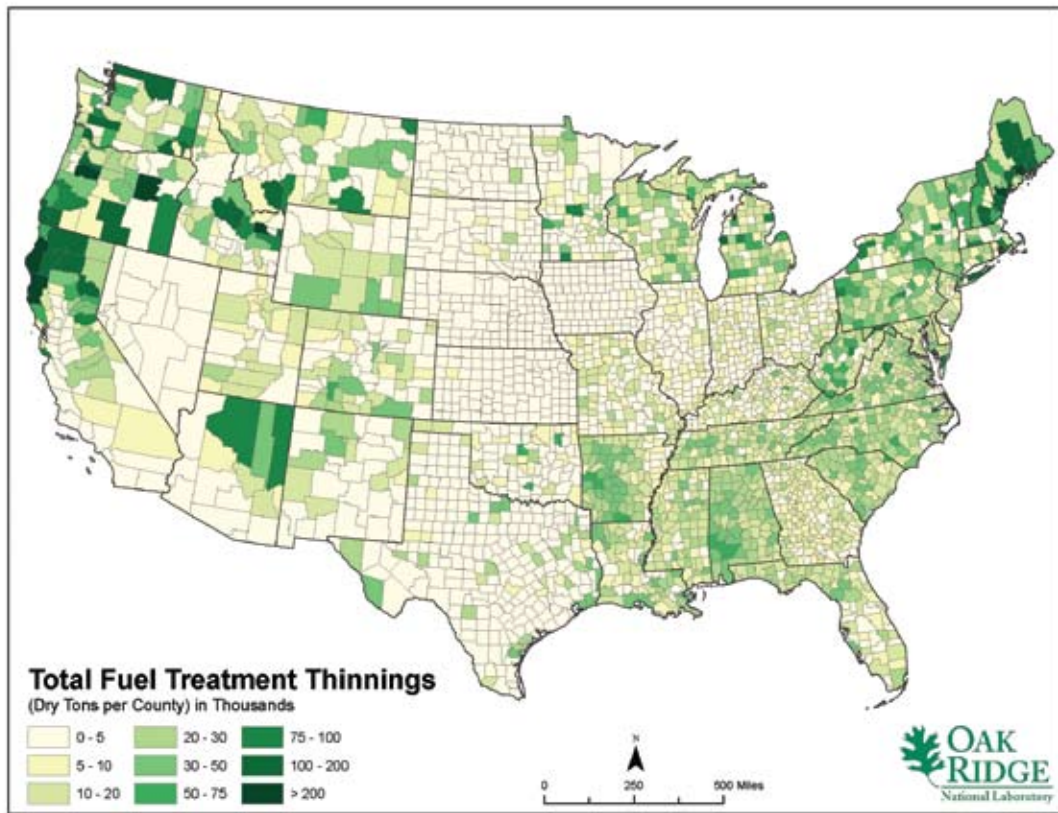 Total Fuel Treatment Thinnings
(Dry Tons per County) in Thousands
0 - 5
20 - 30
75 - 100
5 - 10
30 - 50
100 - 200
10 - 20
50 - 75
> 200
N
0 250 500 Miles
OAK
RIDGE
National Laboratory